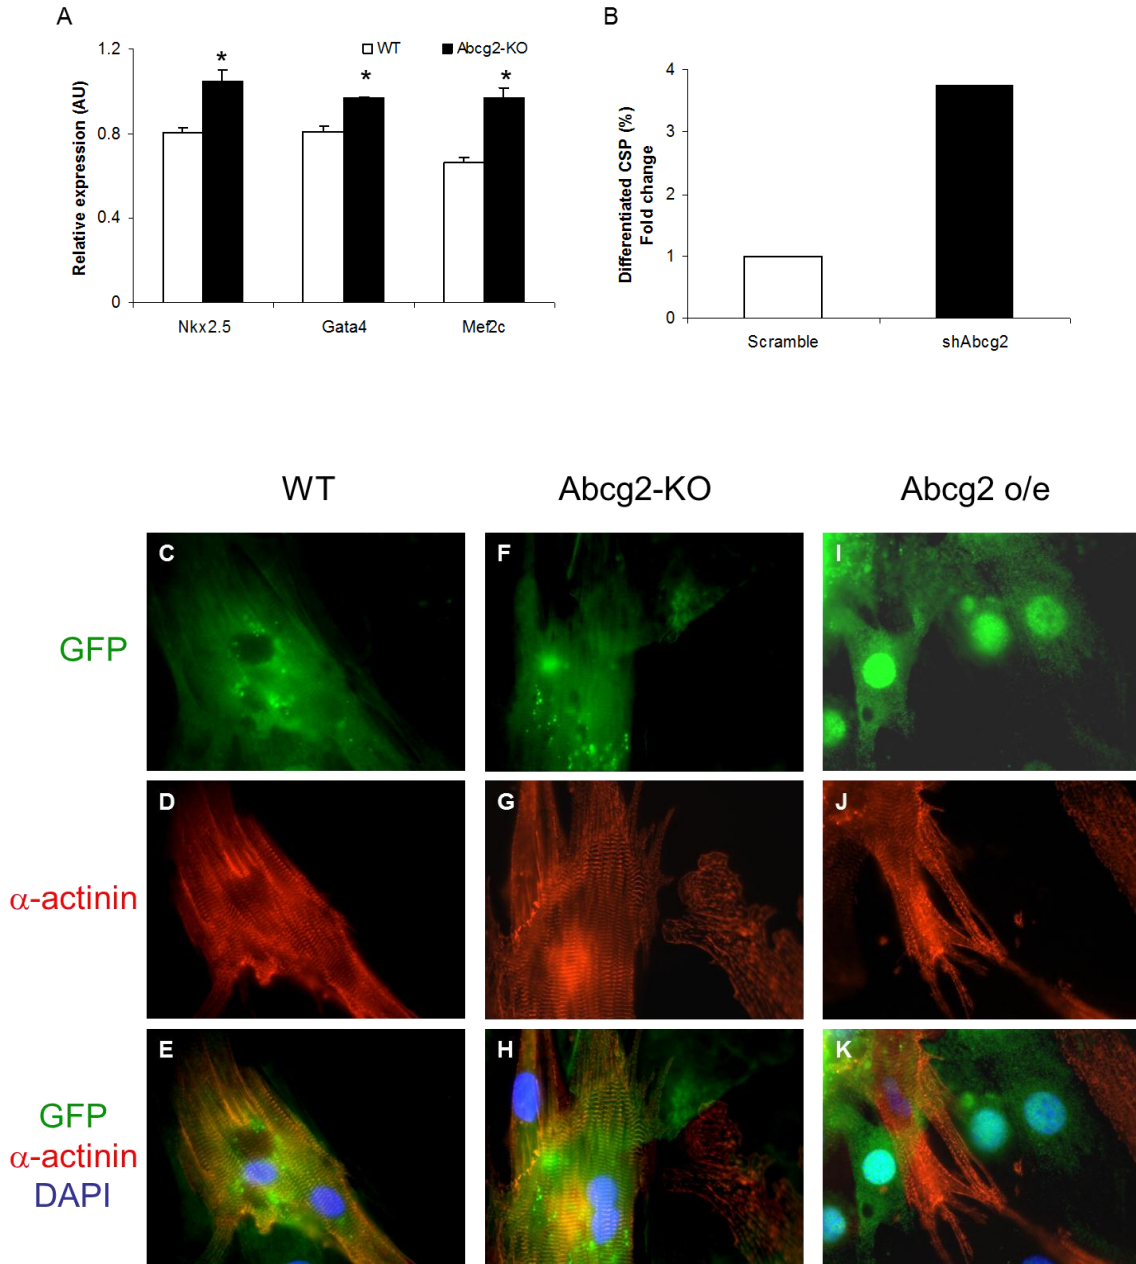 A
WT
Abcg2-KO
Relative expression (AU)
1.2
0.8
0.4
0
*
*
*
Nkx2.5
Gata4
Mef2c
B
Differentiated CSP (%)
Fold change
4
3
2
1
0
Scramble
shAbcg2
WT
Abcg2-KO
Abcg2 o/e
GFP
C
F
I
α-actinin
D
G
J
GFP
α-actinin
DAPI
E
H
K